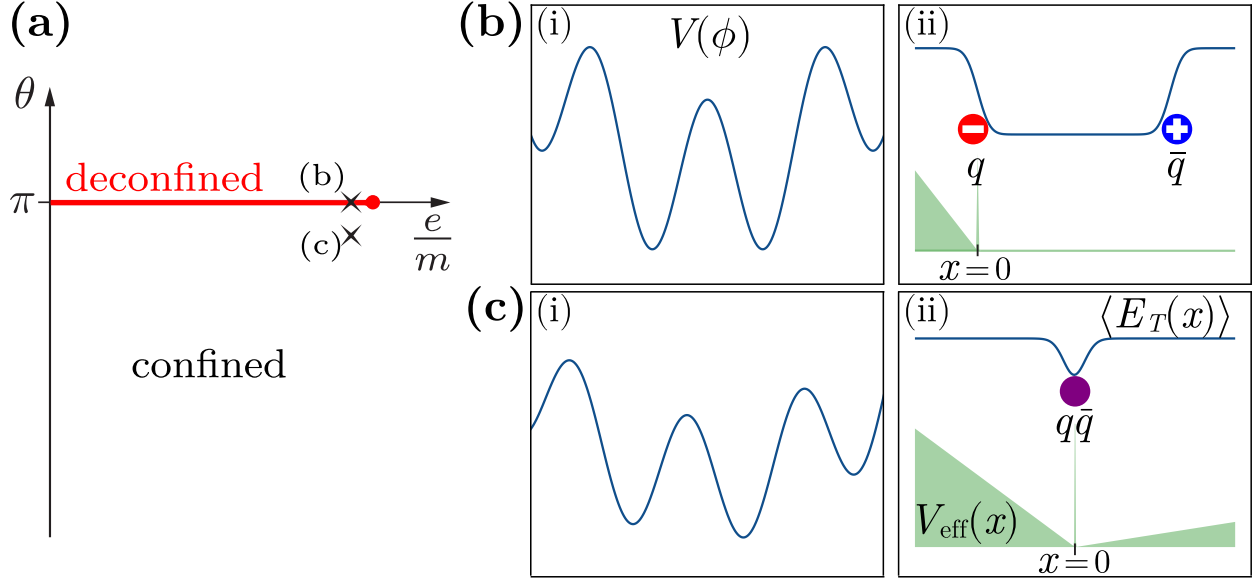 (a)
θ
deconfined
(b)
π
(c)
e
m
confined
(b)
(i)
V(ϕ)
(ii)
−
+
q
q̄
x = 0
(c)
(i)
(ii)
⟨E_T(x)⟩
qq̄
V_eff(x)
x = 0